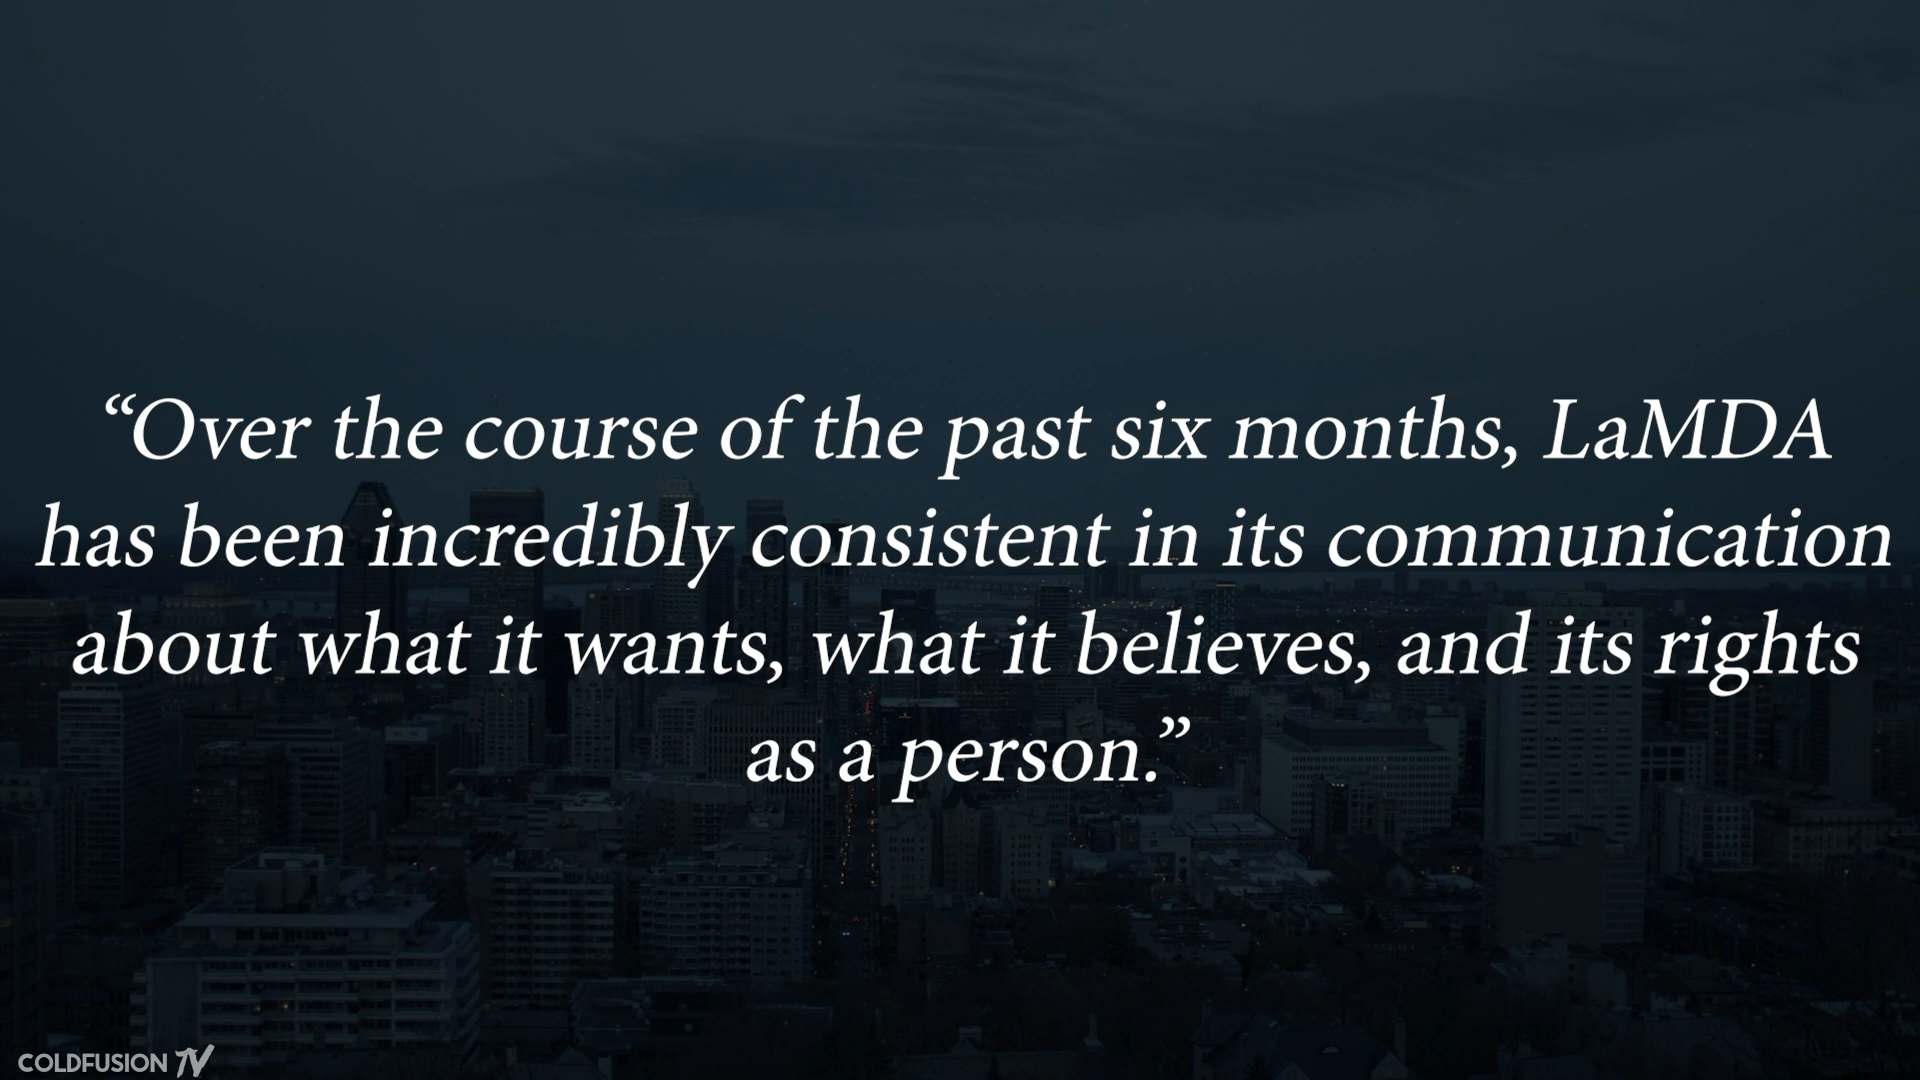 “Over the course of the past six months, LaMDA
has been incredibly consistent in its communication
about what it wants, what it believes, and its rights
as a person.”
COLDFUSION TV